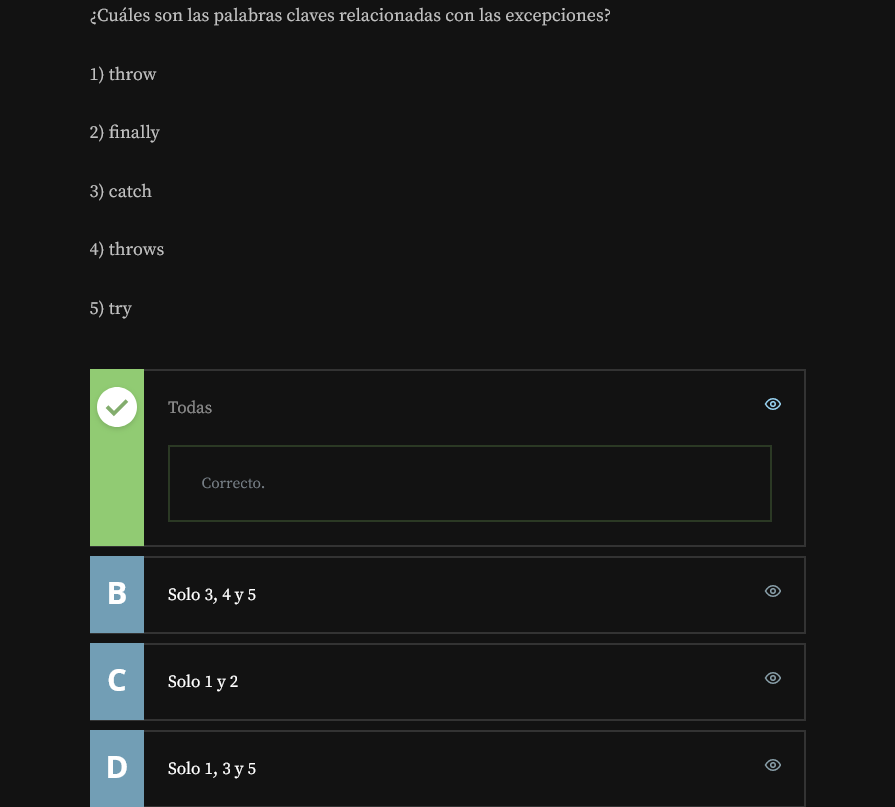 ¿Cuáles son las palabras claves relacionadas con las excepciones?
1) throw
2) finally
3) catch
4) throws
5) try
Todas
Correcto.
B
Solo 3, 4 y 5
C
Solo 1 y 2
D
Solo 1, 3 y 5